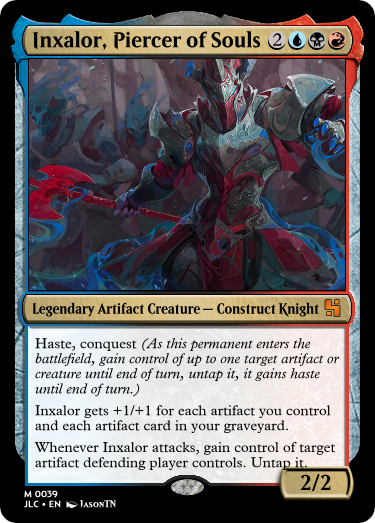 Inxalor, Piercer of Souls 2
Legendary Artifact Creature — Construct Knight
Haste, conquest (As this permanent enters the
battlefield, gain control of up to one target artifact or
creature until end of turn, untap it, it gains haste
until end of turn.)
Inxalor gets +1/+1 for each artifact you control
and each artifact card in your graveyard.
Whenever Inxalor attacks, gain control of target
artifact defending player controls. Untap it.
2/2
M 0039
JLC • EN JASONTN